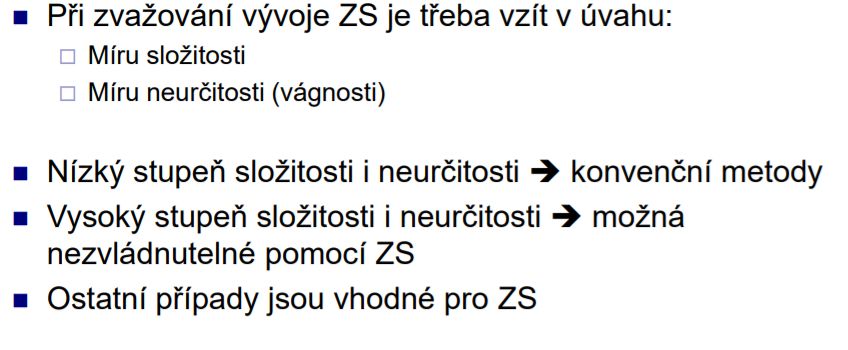 Při zvažování vývoje ZS je třeba vzít v úvahu:
Míru složitosti
Míru neurčitosti (vágnosti)
Nízký stupeň složitosti i neurčitosti ➔ konvenční metody
Vysoký stupeň složitosti i neurčitosti ➔ možná
nezvládnutelné pomocí ZS
Ostatní případy jsou vhodné pro ZS